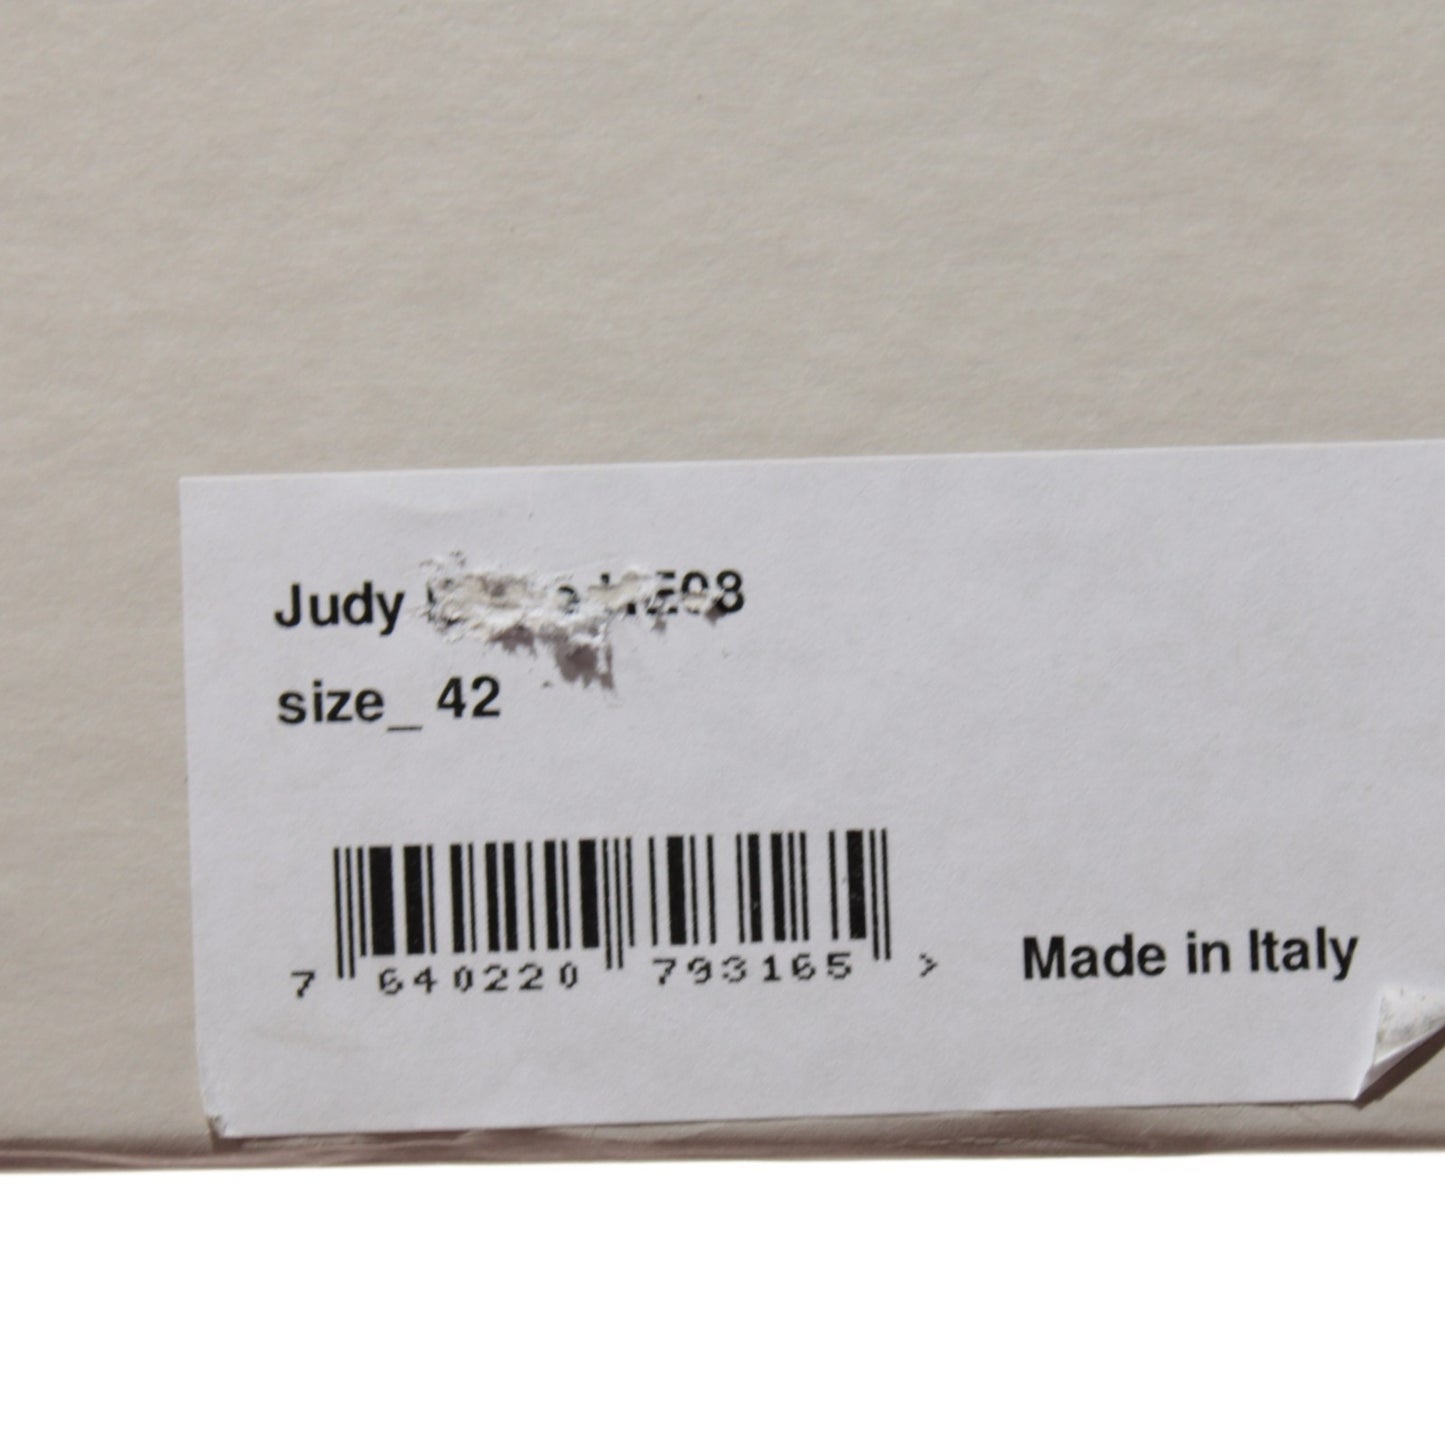 Judy
size_ 42
7 640220 793165 >
Made in Italy